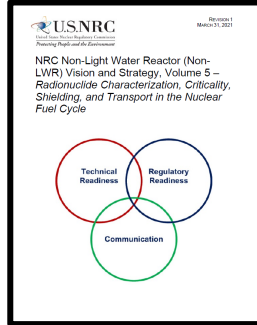 REVISION 1
MARCH 31, 2021
U.S.NRC
United States Nuclear Regulatory Commission
Protecting People and the Environment
NRC Non-Light Water Reactor (Non-
LWR) Vision and Strategy, Volume 5 –
Radionuclide Characterization, Criticality,
Shielding, and Transport in the Nuclear
Fuel Cycle
Technical
Readiness
Regulatory
Readiness
Communication